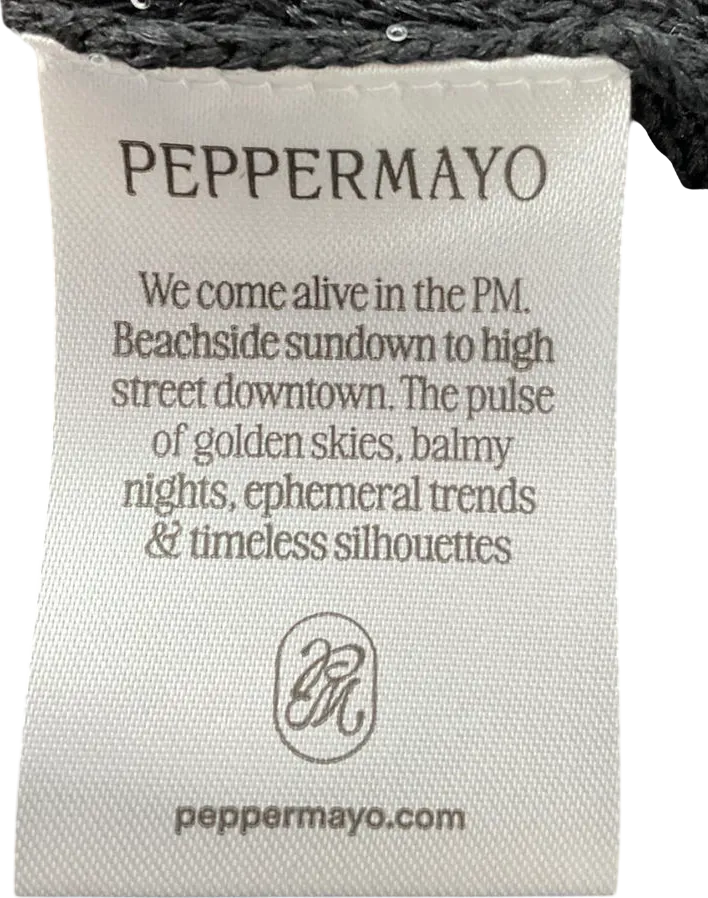 PEPPERMAYO
We come alive in the PM.
Beachside sundown to high
street downtown. The pulse
of golden skies, balmy
nights, ephemeral trends
& timeless silhouettes
PM
peppermayo.com